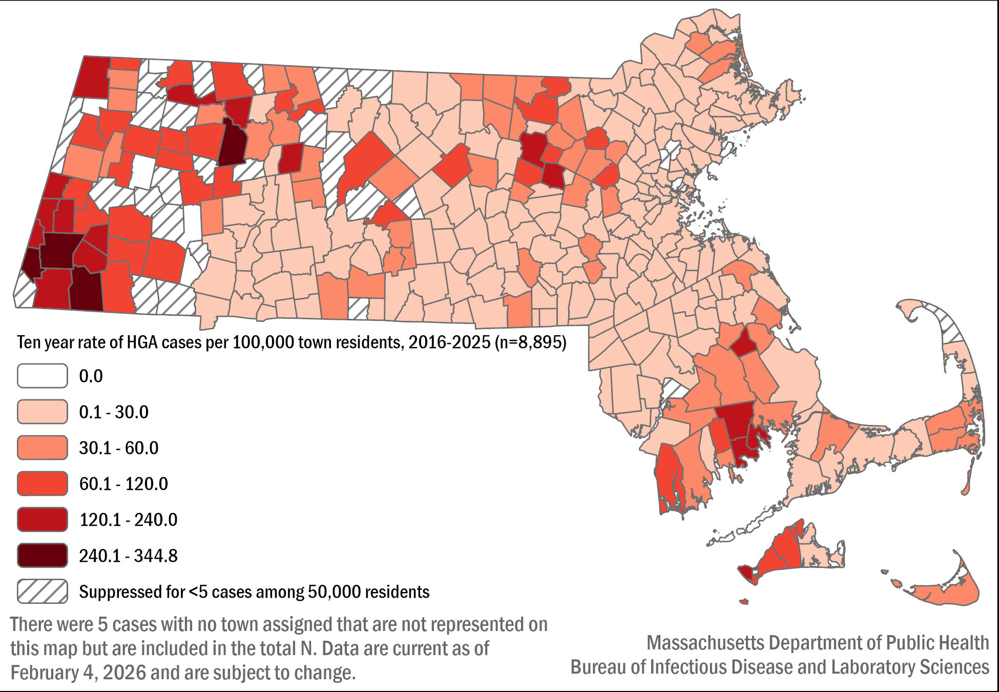 Ten year rate of HGA cases per 100,000 town residents, 2016-2025 (n=8,895)
0.0
0.1 - 30.0
30.1 - 60.0
60.1 - 120.0
120.1 - 240.0
240.1 - 344.8
Suppressed for <5 cases among 50,000 residents
There were 5 cases with no town assigned that are not represented on
this map but are included in the total N. Data are current as of
February 4, 2026 and are subject to change.
Massachusetts Department of Public Health
Bureau of Infectious Disease and Laboratory Sciences